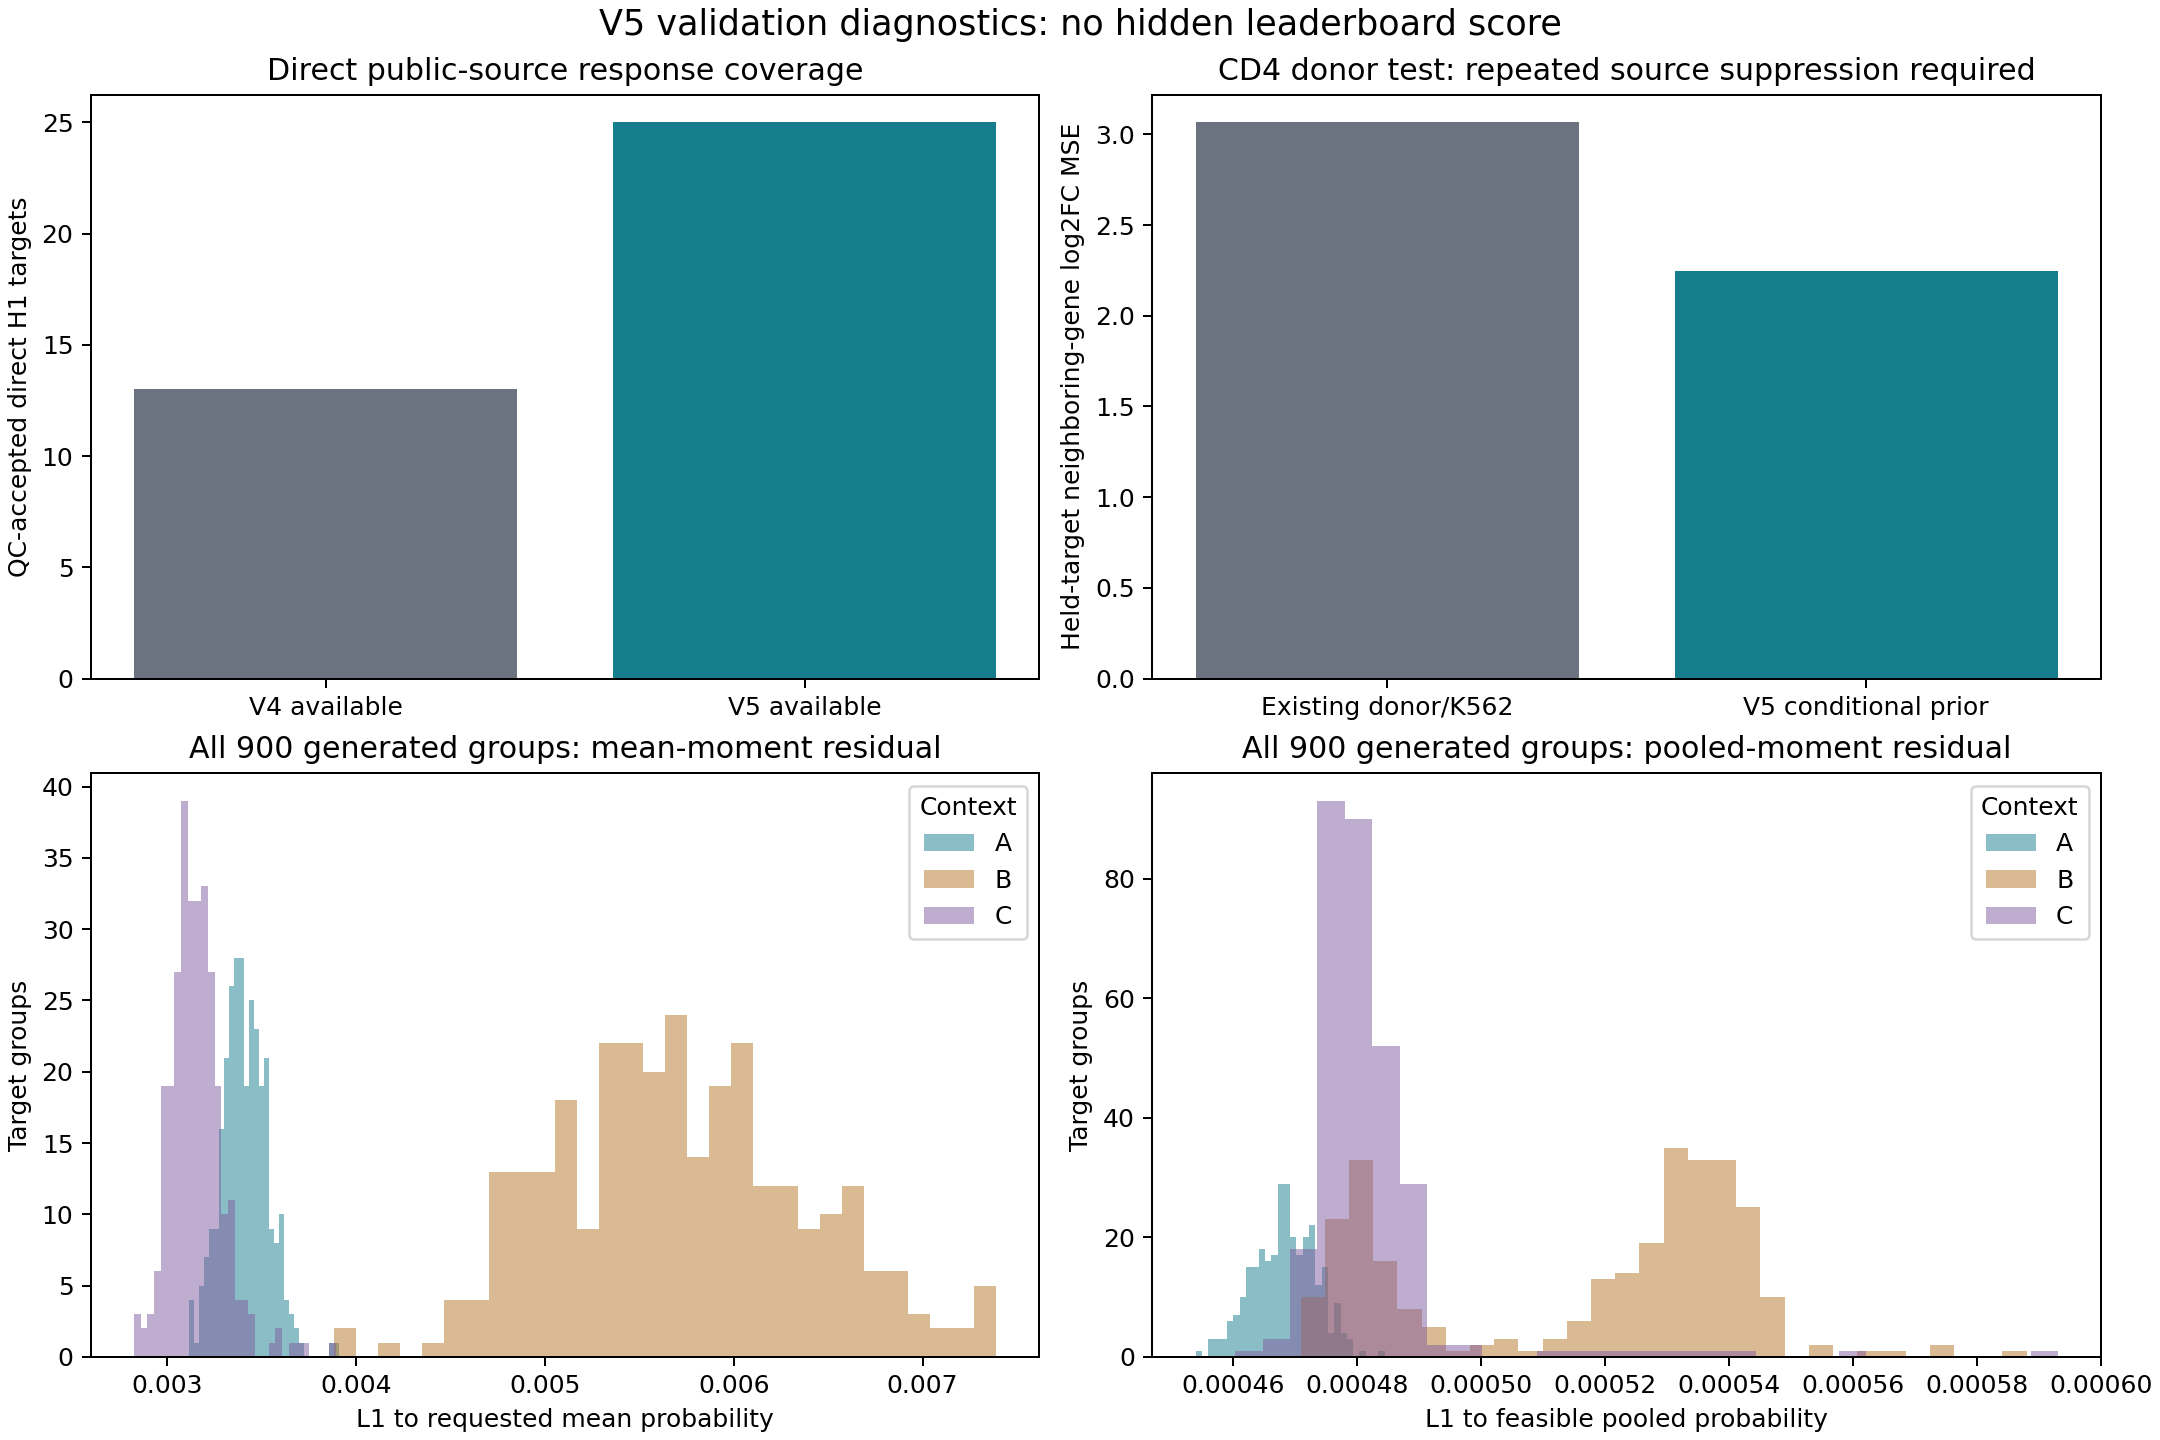 V5 validation diagnostics: no hidden leaderboard score
Direct public-source response coverage
QC-accepted direct H1 targets
25
20
15
10
5
0
V4 available
V5 available
CD4 donor test: repeated source suppression required
Held-target neighboring-gene log2FC MSE
3.0
2.5
2.0
1.5
1.0
0.5
0.0
Existing donor/K562
V5 conditional prior
All 900 generated groups: mean-moment residual
Target groups
40
35
30
25
20
15
10
5
0
Context
A
B
C
0.003
0.004
0.005
0.006
0.007
L1 to requested mean probability
All 900 generated groups: pooled-moment residual
Target groups
80
60
40
20
0
Context
A
B
C
0.00046
0.00048
0.00050
0.00052
0.00054
0.00056
0.00058
0.00060
L1 to feasible pooled probability